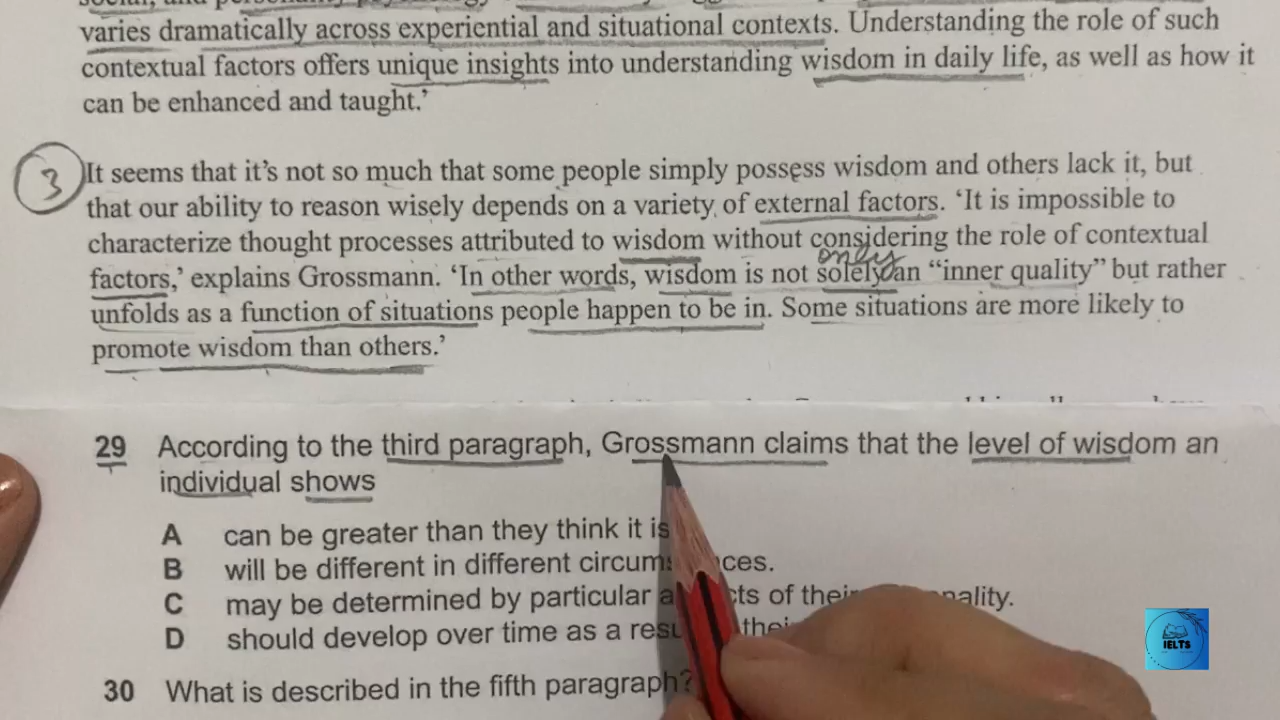 varies dramatically across experiential and situational contexts. Understanding the role of such
contextual factors offers unique insights into understanding wisdom in daily life, as well as how it
can be enhanced and taught.’
3
It seems that it’s not so much that some people simply possess wisdom and others lack it, but
that our ability to reason wisely depends on a variety of external factors. ‘It is impossible to
characterize thought processes attributed to wisdom without considering the role of contextual
only
factors,’ explains Grossmann. ‘In other words, wisdom is not solely an “inner quality” but rather
unfolds as a function of situations people happen to be in. Some situations are more likely to
promote wisdom than others.’
29 According to the third paragraph, Grossmann claims that the level of wisdom an
individual shows
A can be greater than they think it is
B will be different in different
C may be determined by particular of
D should develop over time as a
30 What is described in the fifth paragraph?
IELTS